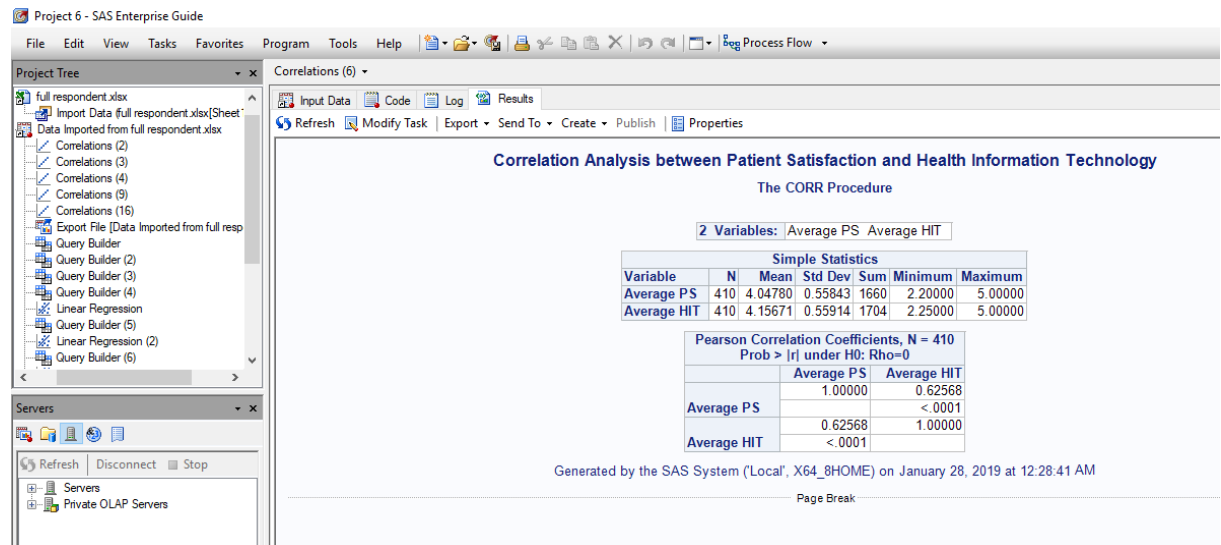 Project 6 - SAS Enterprise Guide
File Edit View Tasks Favorites Program Tools Help Process Flow
Project Tree
full respondent.xlsx
Import Data (full respondent.xlsx[Sheet
Data Imported from full respondent.xlsx
Correlations (2)
Correlations (3)
Correlations (4)
Correlations (9)
Correlations (16)
Export File [Data Imported from full resp
Query Builder
Query Builder (2)
Query Builder (3)
Query Builder (4)
Linear Regression
Query Builder (5)
Linear Regression (2)
Query Builder (6)
Servers
Refresh Disconnect Stop
Servers
Private OLAP Servers
Correlations (6)
Input Data Code Log Results
Refresh Modify Task Export Send To Create Publish Properties
Correlation Analysis between Patient Satisfaction and Health Information Technology
The CORR Procedure
2 Variables: Average PS Average HIT
Simple Statistics
Variable N Mean Std Dev Sum Minimum Maximum
Average PS 410 4.04780 0.55843 1660 2.20000 5.00000
Average HIT 410 4.15671 0.55914 1704 2.25000 5.00000
Pearson Correlation Coefficients, N = 410
Prob > |r| under H0: Rho=0
Average PS Average HIT
1.00000 0.62568
Average PS <.0001
0.62568 1.00000
Average HIT <.0001
Generated by the SAS System ('Local', X64_8HOME) on January 28, 2019 at 12:28:41 AM
Page Break